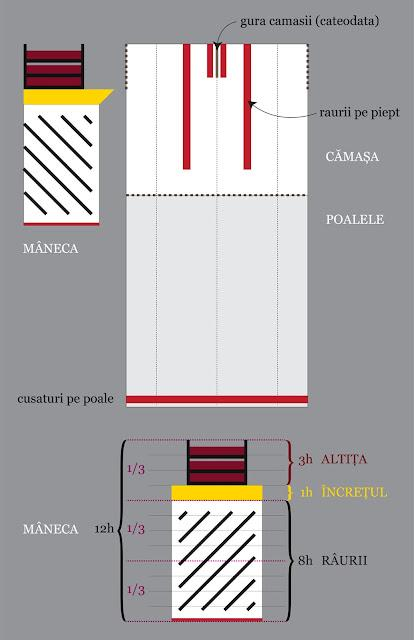 gura camasii (cateodata)
raurii pe piept
CĂMAȘA
POALELE
MÂNECA
cusaturi pe poale
1/3
3h ALTIȚA
1h ÎNCREȚUL
MÂNECA
12h
1/3
8h RÂURII
1/3